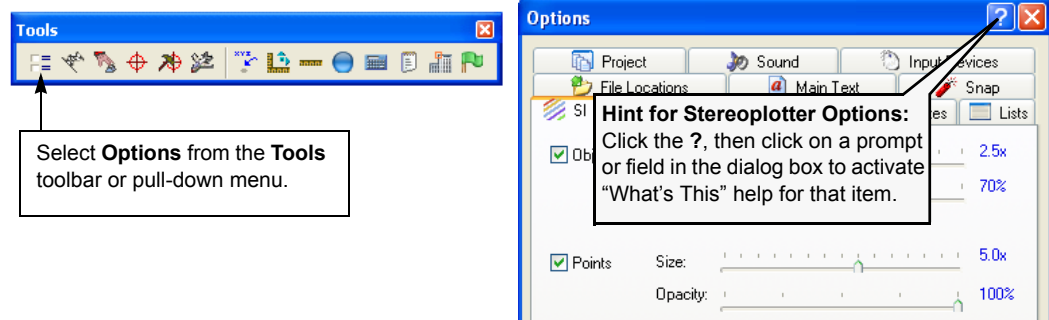 Tools
XYZ
Select Options from the Tools
toolbar or pull-down menu.
Options
?
Project
Sound
Input Devices
File Locations
Main Text
Snap
SI
Lists
Hint for Stereoplotter Options:
Click the ?, then click on a prompt
or field in the dialog box to activate
“What’s This” help for that item.
Obj
2.5x
70%
Points
Size:
5.0x
Opacity:
100%